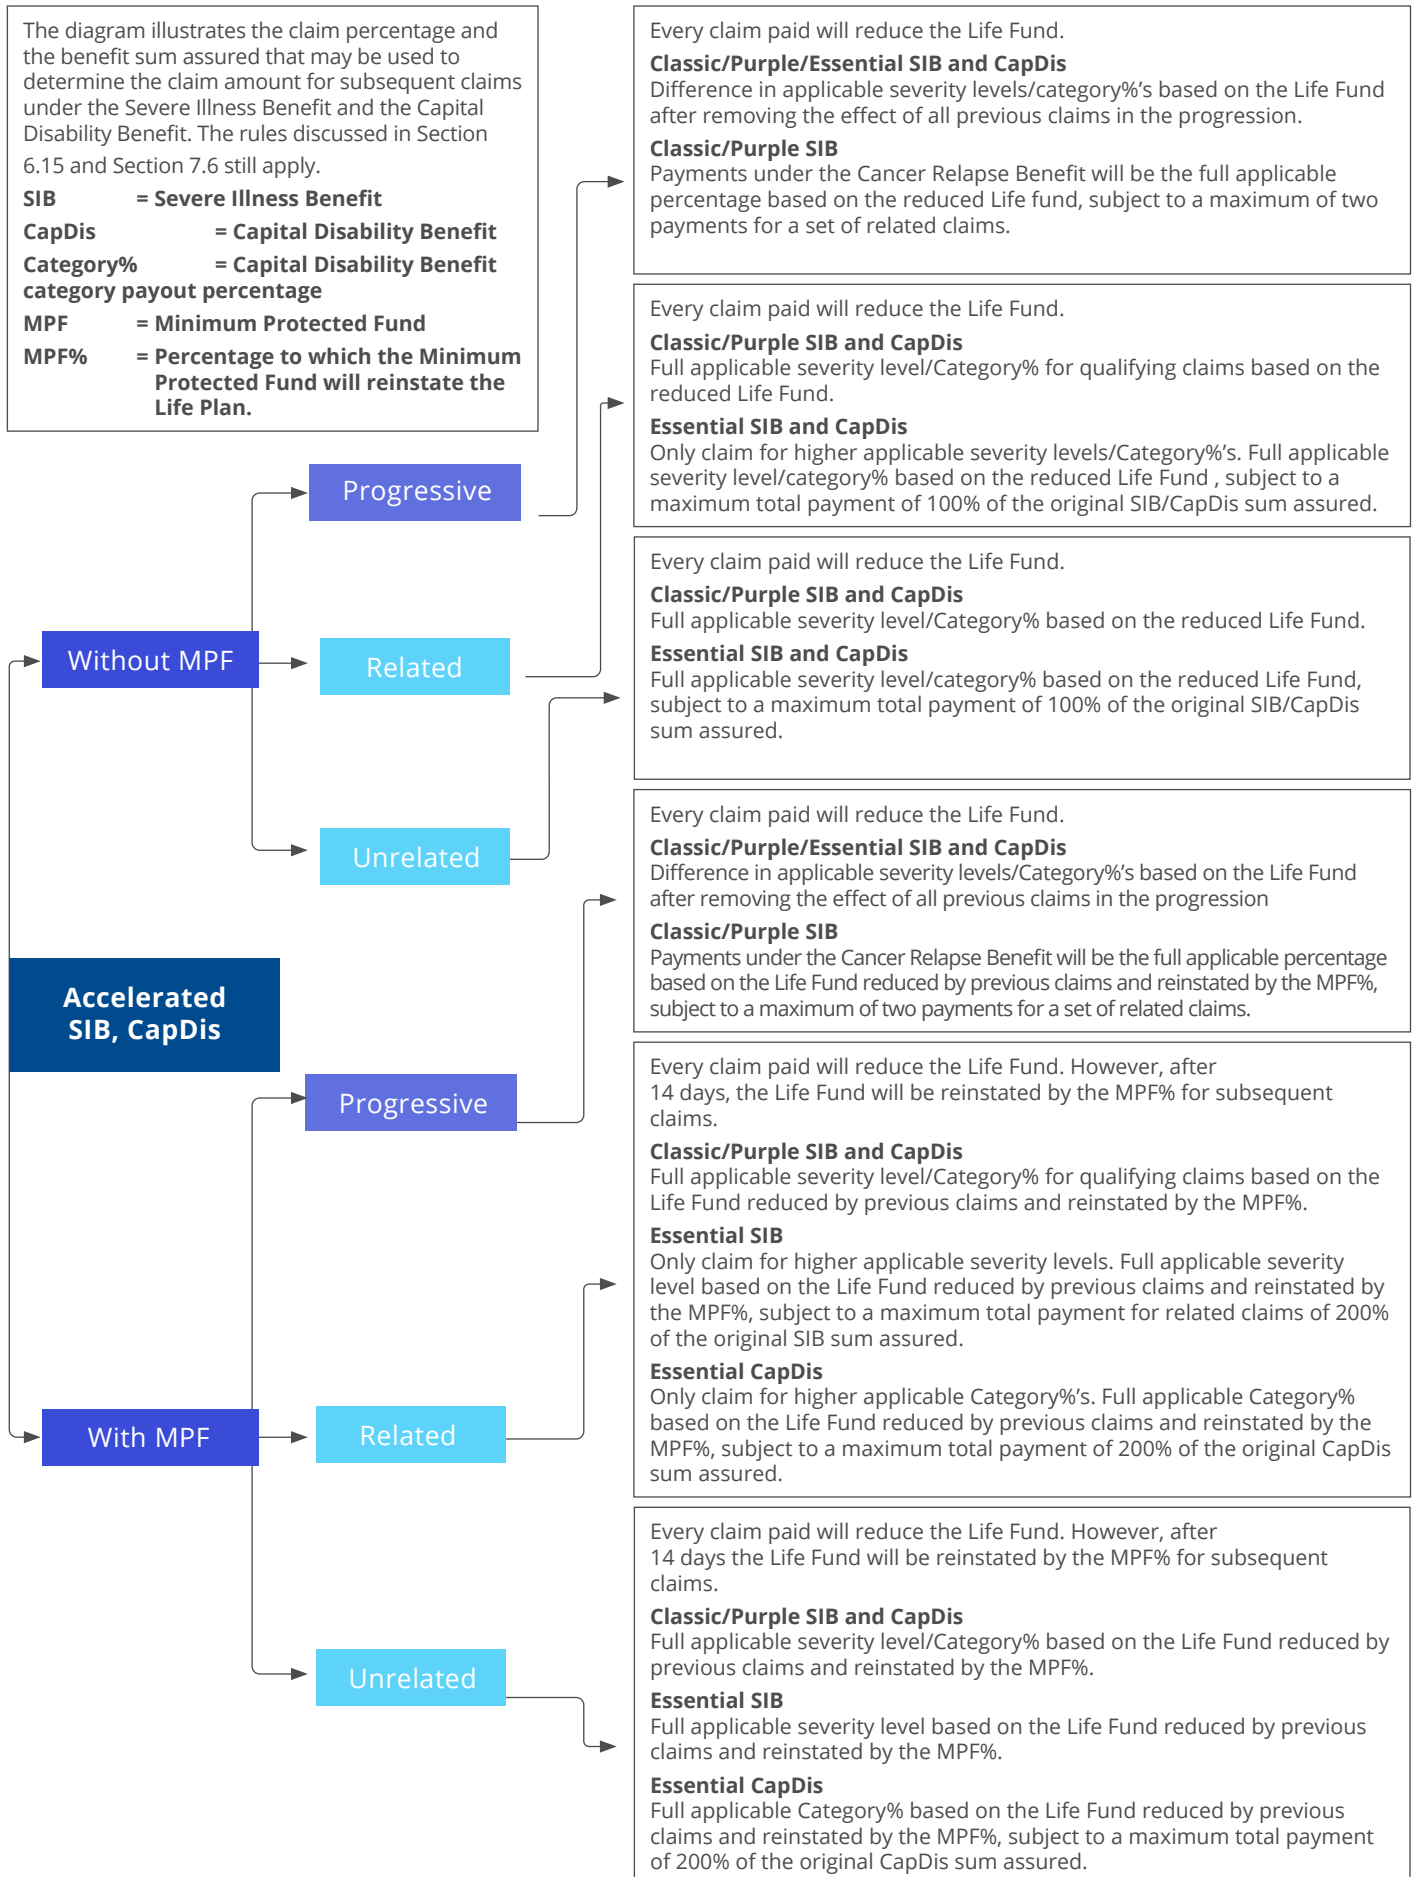 The diagram illustrates the claim percentage and
the benefit sum assured that may be used to
determine the claim amount for subsequent claims
under the Severe Illness Benefit and the Capital
Disability Benefit. The rules discussed in Section
6.15 and Section 7.6 still apply.
SIB = Severe Illness Benefit
CapDis = Capital Disability Benefit
Category% = Capital Disability Benefit
category payout percentage
MPF = Minimum Protected Fund
MPF% = Percentage to which the Minimum
Protected Fund will reinstate the
Life Plan.
Accelerated
SIB, CapDis
Without MPF
Progressive
Every claim paid will reduce the Life Fund.
Classic/Purple/Essential SIB and CapDis
Difference in applicable severity levels/category%'s based on the Life Fund
after removing the effect of all previous claims in the progression.
Classic/Purple SIB
Payments under the Cancer Relapse Benefit will be the full applicable
percentage based on the reduced Life fund, subject to a maximum of two
payments for a set of related claims.
Related
Every claim paid will reduce the Life Fund.
Classic/Purple SIB and CapDis
Full applicable severity level/Category% for qualifying claims based on the
reduced Life Fund.
Essential SIB and CapDis
Only claim for higher applicable severity levels/Category%'s. Full applicable
severity level/category% based on the reduced Life Fund , subject to a
maximum total payment of 100% of the original SIB/CapDis sum assured.
Unrelated
Every claim paid will reduce the Life Fund.
Classic/Purple SIB and CapDis
Full applicable severity level/Category% based on the reduced Life Fund.
Essential SIB and CapDis
Full applicable severity level/category% based on the reduced Life Fund,
subject to a maximum total payment of 100% of the original SIB/CapDis
sum assured.
With MPF
Progressive
Every claim paid will reduce the Life Fund.
Classic/Purple/Essential SIB and CapDis
Difference in applicable severity levels/Category%'s based on the Life Fund
after removing the effect of all previous claims in the progression
Classic/Purple SIB
Payments under the Cancer Relapse Benefit will be the full applicable percentage
based on the Life Fund reduced by previous claims and reinstated by the MPF%,
subject to a maximum of two payments for a set of related claims.
Related
Every claim paid will reduce the Life Fund. However, after
14 days, the Life Fund will be reinstated by the MPF% for subsequent
claims.
Classic/Purple SIB and CapDis
Full applicable severity level/Category% for qualifying claims based on the
Life Fund reduced by previous claims and reinstated by the MPF%.
Essential SIB
Only claim for higher applicable severity levels. Full applicable severity
level based on the Life Fund reduced by previous claims and reinstated by
the MPF%, subject to a maximum total payment for related claims of 200%
of the original SIB sum assured.
Essential CapDis
Only claim for higher applicable Category%'s. Full applicable Category%
based on the Life Fund reduced by previous claims and reinstated by the
MPF%, subject to a maximum total payment of 200% of the original CapDis
sum assured.
Unrelated
Every claim paid will reduce the Life Fund. However, after
14 days the Life Fund will be reinstated by the MPF% for subsequent
claims.
Classic/Purple SIB and CapDis
Full applicable severity level/Category% based on the Life Fund reduced by
previous claims and reinstated by the MPF%.
Essential SIB
Full applicable severity level based on the Life Fund reduced by previous
claims and reinstated by the MPF%.
Essential CapDis
Full applicable Category% based on the Life Fund reduced by previous
claims and reinstated by the MPF%, subject to a maximum total payment
of 200% of the original CapDis sum assured.